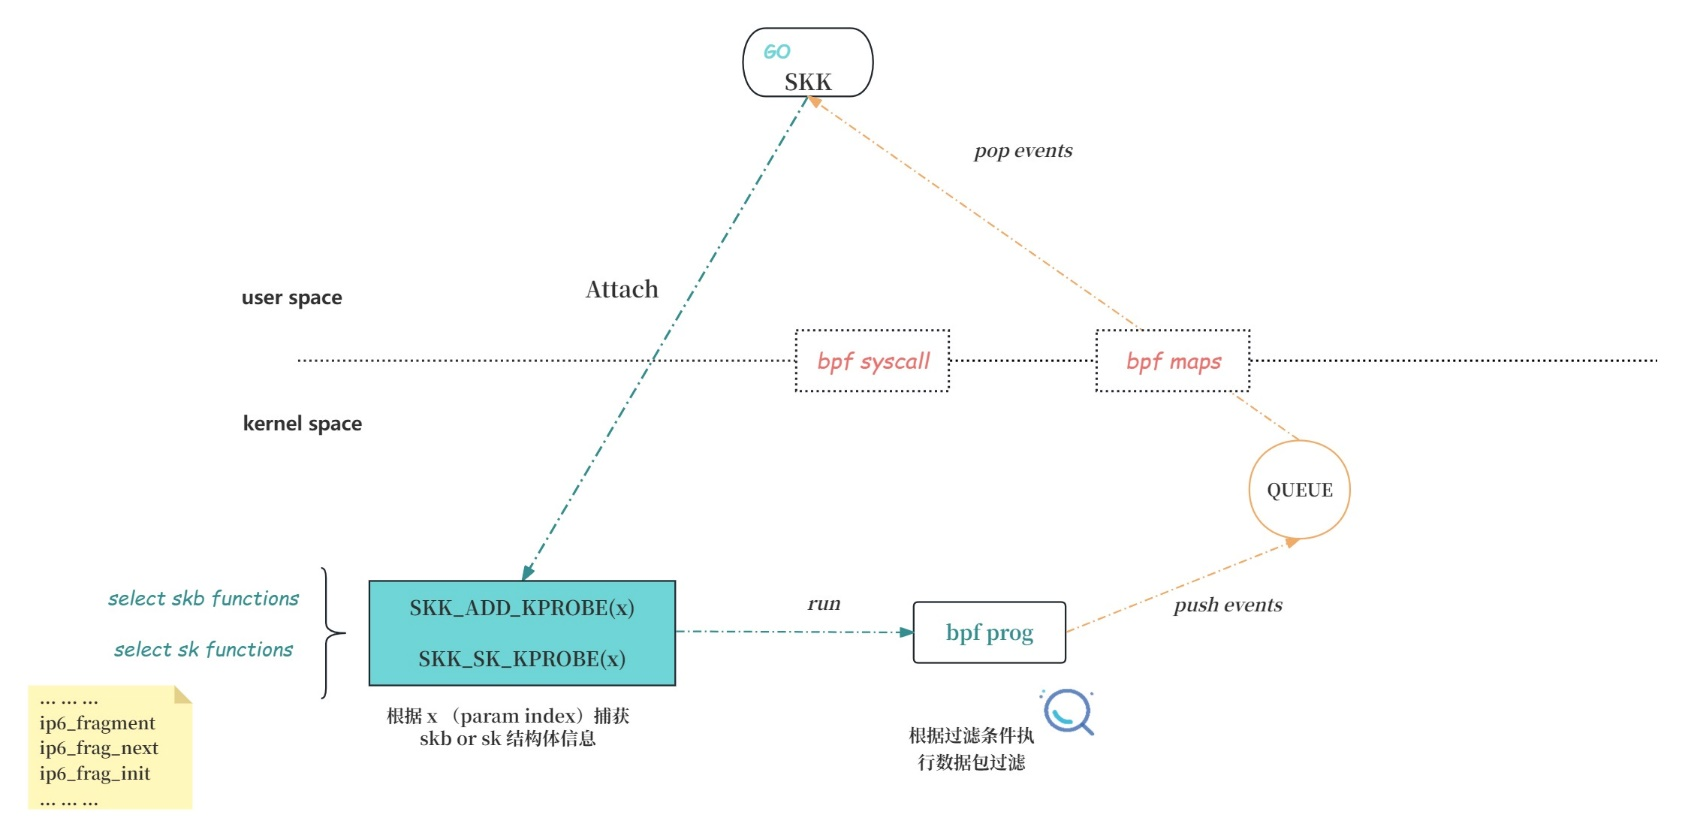 GO
SKK
pop events
Attach
user space
bpf syscall
bpf maps
kernel space
QUEUE
select skb functions
select sk functions
SKK_ADD_KPROBE(x)
SKK_SK_KPROBE(x)
run
bpf prog
push events
... ... ...
ip6_fragment
ip6_frag_next
ip6_frag_init
... ... ...
根据 x （param index）捕获
skb or sk 结构体信息
根据过滤条件执
行数据包过滤